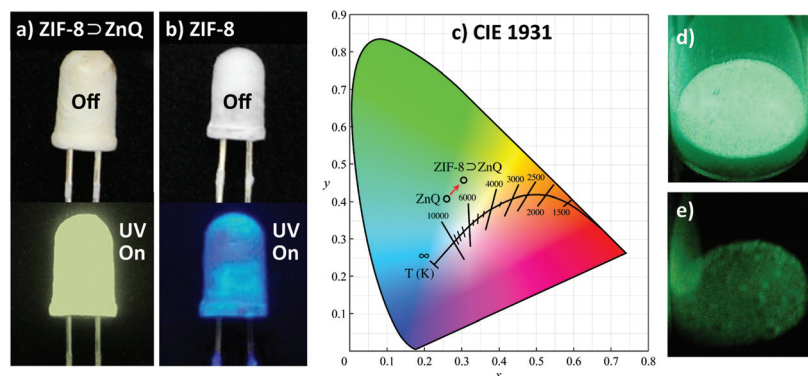 a) ZIF-8⊃ZnQ
Off
UV
On
b) ZIF-8
Off
UV
On
c) CIE 1931
y
0.9
0.8
0.7
0.6
0.5
0.4
0.3
0.2
0.1
ZIF-8⊃ZnQ
ZnQ
10000
6000
4000
3000
2500
2000
1500
∞
T (K)
0 0.1 0.2 0.3 0.4 0.5 0.6 0.7 0.8
x
d)
e)